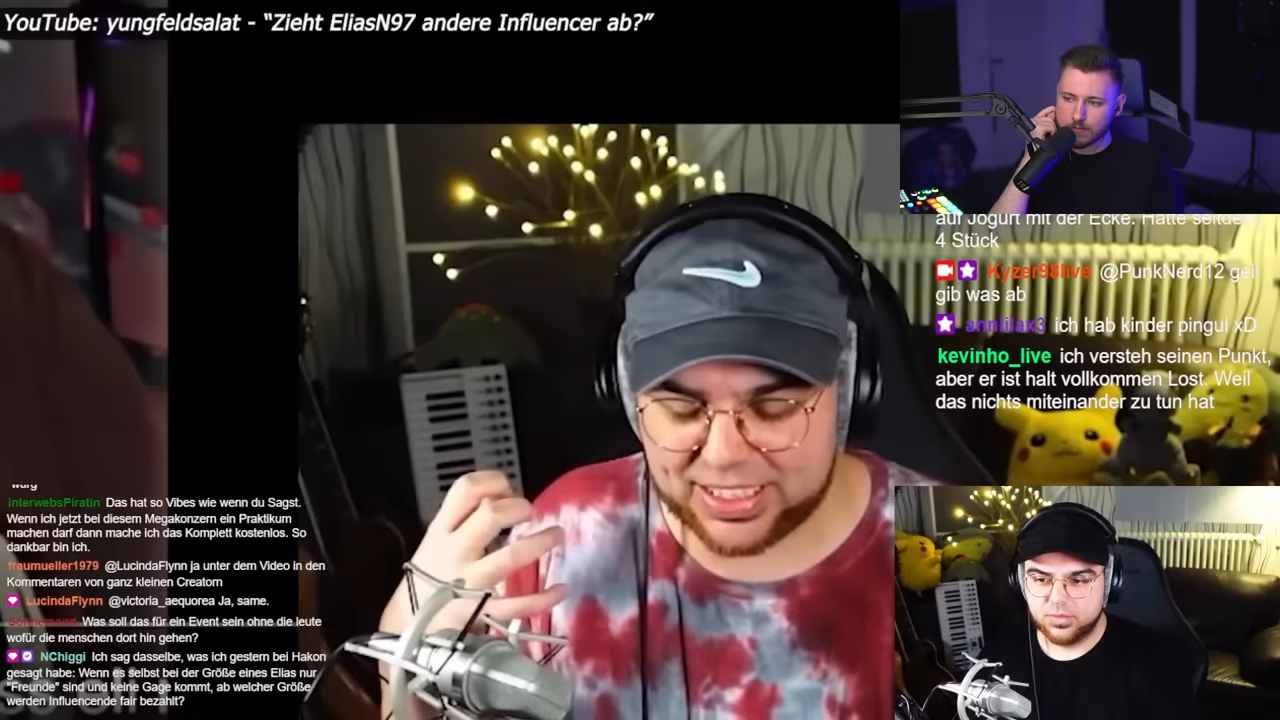 YouTube: yungfeldsalat - “Zieht EliasN97 andere Influencer ab?”
auf Jogurt mit der Ecke. Hatte
4 Stück
Kyzer98live @PunkNerd12 geil
gib was ab
annilax3 ich hab kinder pingui xD
kevinho_live ich versteh seinen Punkt,
aber er ist halt vollkommen Lost. Weil
das nichts miteinander zu tun hat
interwebsPiratin Das hat so Vibes wie wenn du Sagst.
Wenn ich jetzt bei diesem Megakonzern ein Praktikum
machen darf dann mache ich das Komplett kostenlos. So
dankbar bin ich.
fraumueller1979 @LucindaFlynn ja unter dem Video in den
Kommentaren von ganz kleinen Creatorn
LucindaFlynn @victoria_aequorea Ja, same.
Was soll das für ein Event sein ohne die leute
wofür die menschen dort hin gehen?
NChiggi Ich sag dasselbe, was ich gestern bei Hakon
gesagt habe: Wenn es selbst bei der Größe eines Elias nur
"Freunde" sind und keine Gage kommt, ab welcher Größe
werden Influencende fair bezahlt?